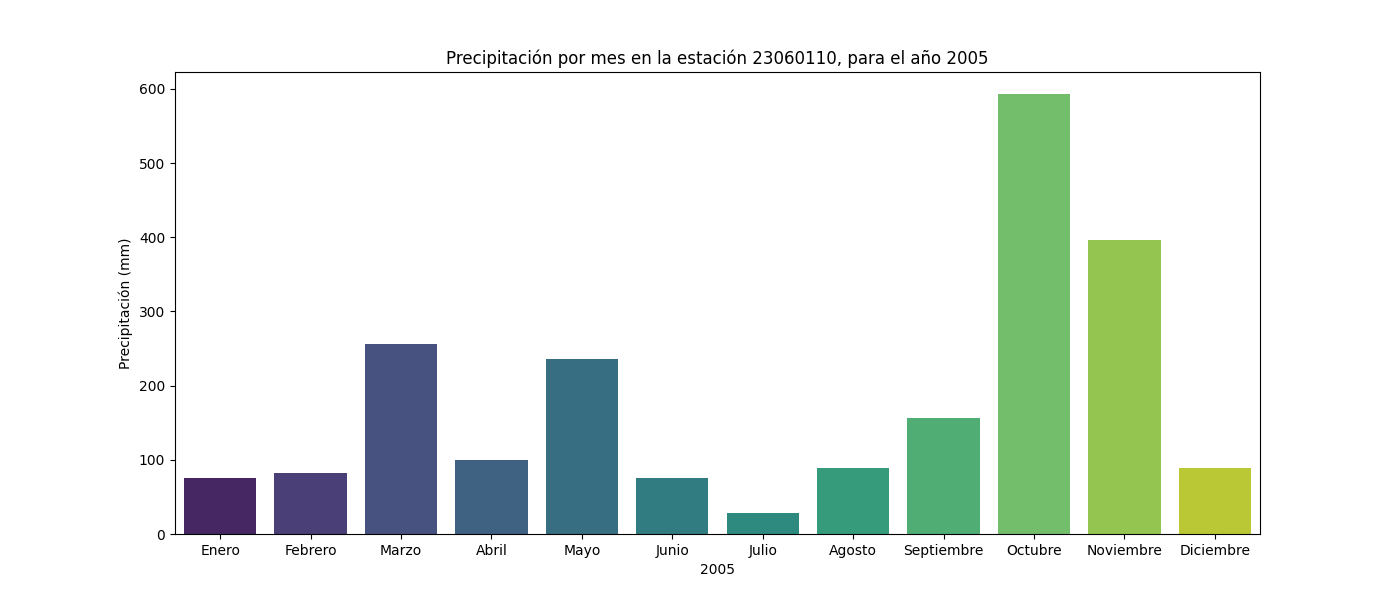 Precipitación por mes en la estación 23060110, para el año 2005
Precipitación (mm)
600
500
400
300
200
100
0
Enero Febrero Marzo Abril Mayo Junio Julio Agosto Septiembre Octubre Noviembre Diciembre
2005